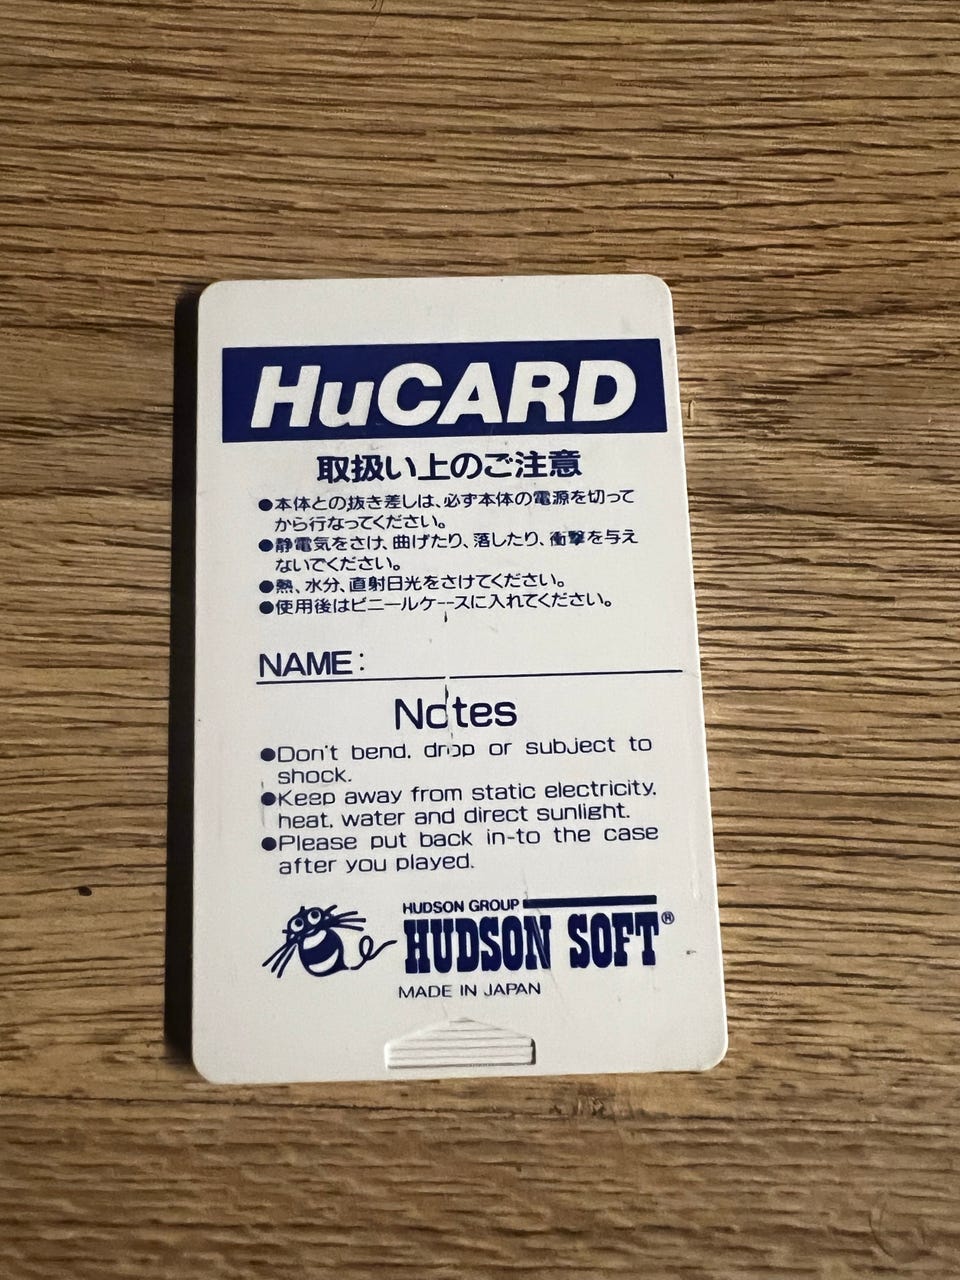 HuCARD
取扱い上のご注意
●本体との抜き差しは、必ず本体の電源を切って
から行なってください。
●静電気をさけ、曲げたり、落したり、衝撃を与え
ないでください。
●熱、水分、直射日光をさけてください。
●使用後はビニールケースに入れてください。
NAME:
Notes
●Don't bend, drop or subject to
shock.
●Keep away from static electricity,
heat, water and direct sunlight.
●Please put back in-to the case
after you played.
HUDSON GROUP
HUDSON SOFT®
MADE IN JAPAN